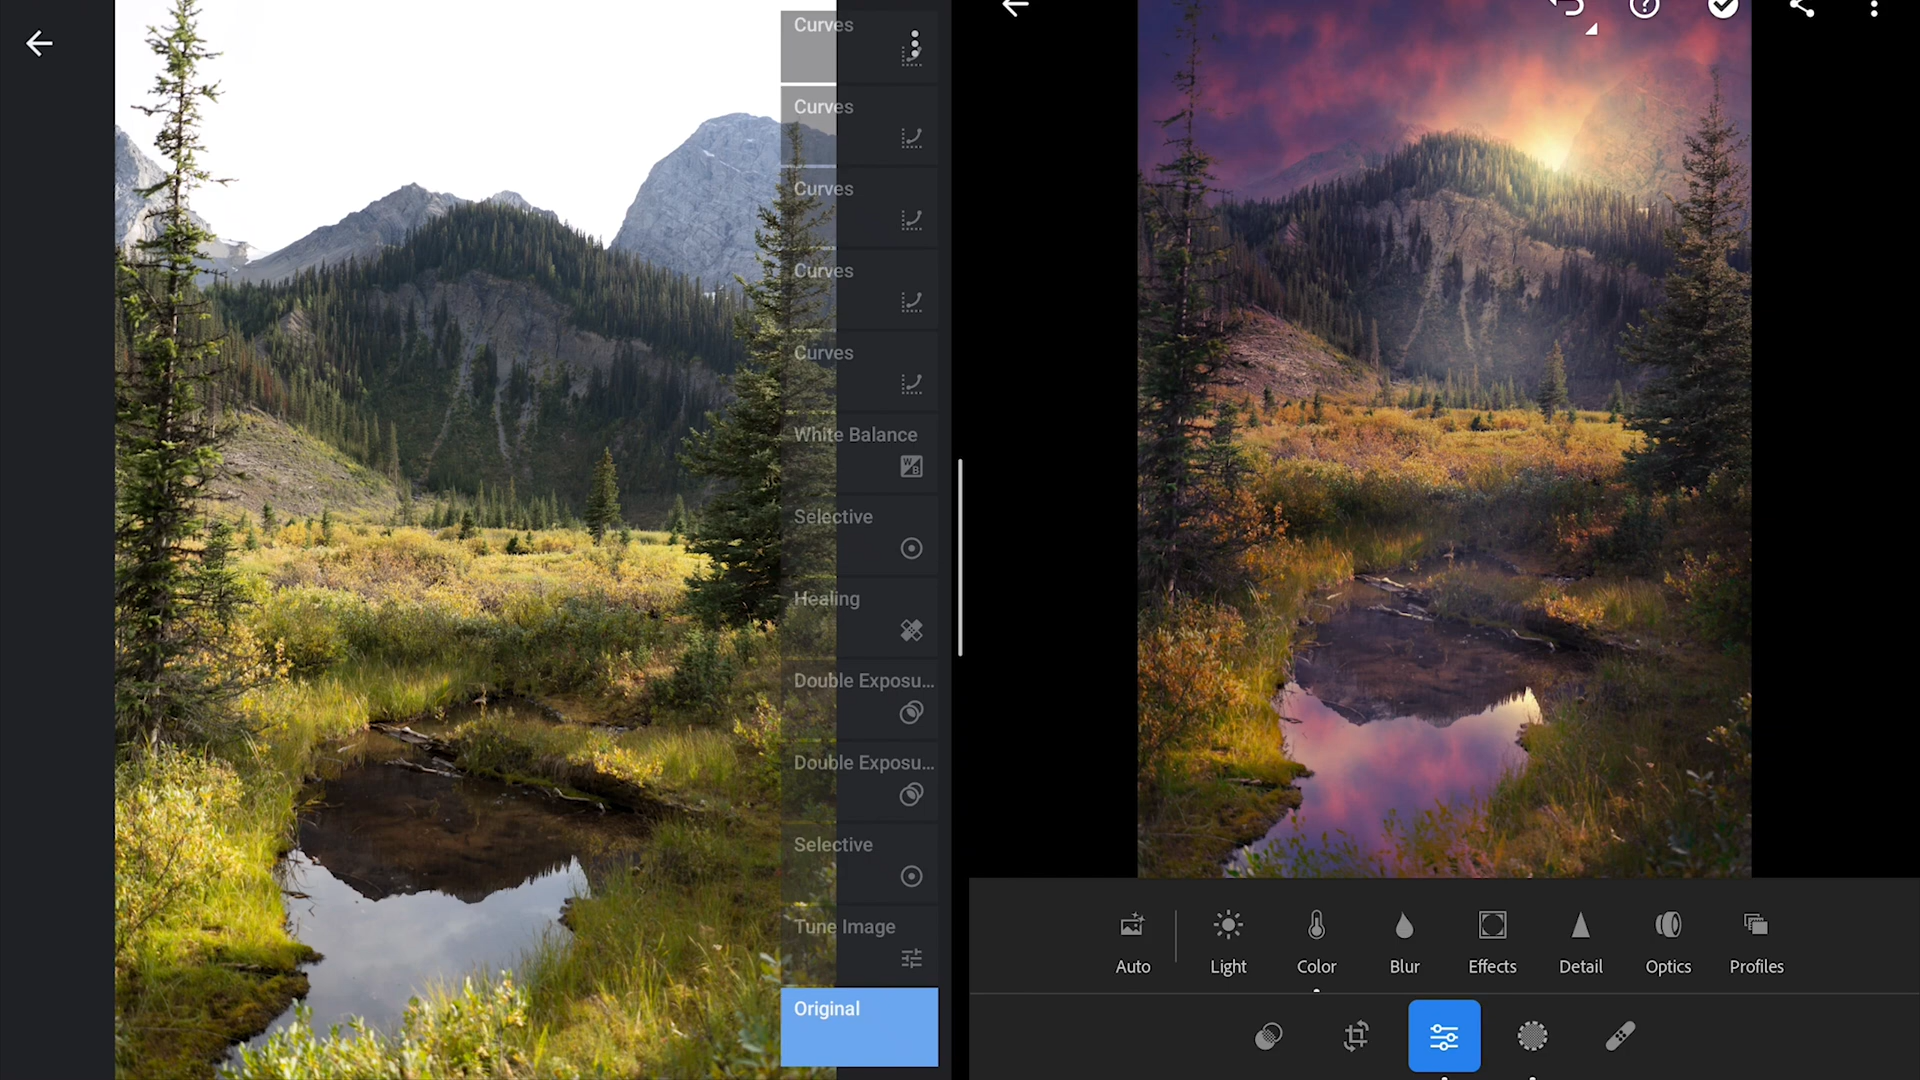 Curves
Curves
Curves
Curves
Curves
White Balance
W
B
Selective
Healing
Double Exposu...
Double Exposu...
Selective
Tune Image
Original
Auto
Light
Color
Blur
Effects
Detail
Optics
Profiles